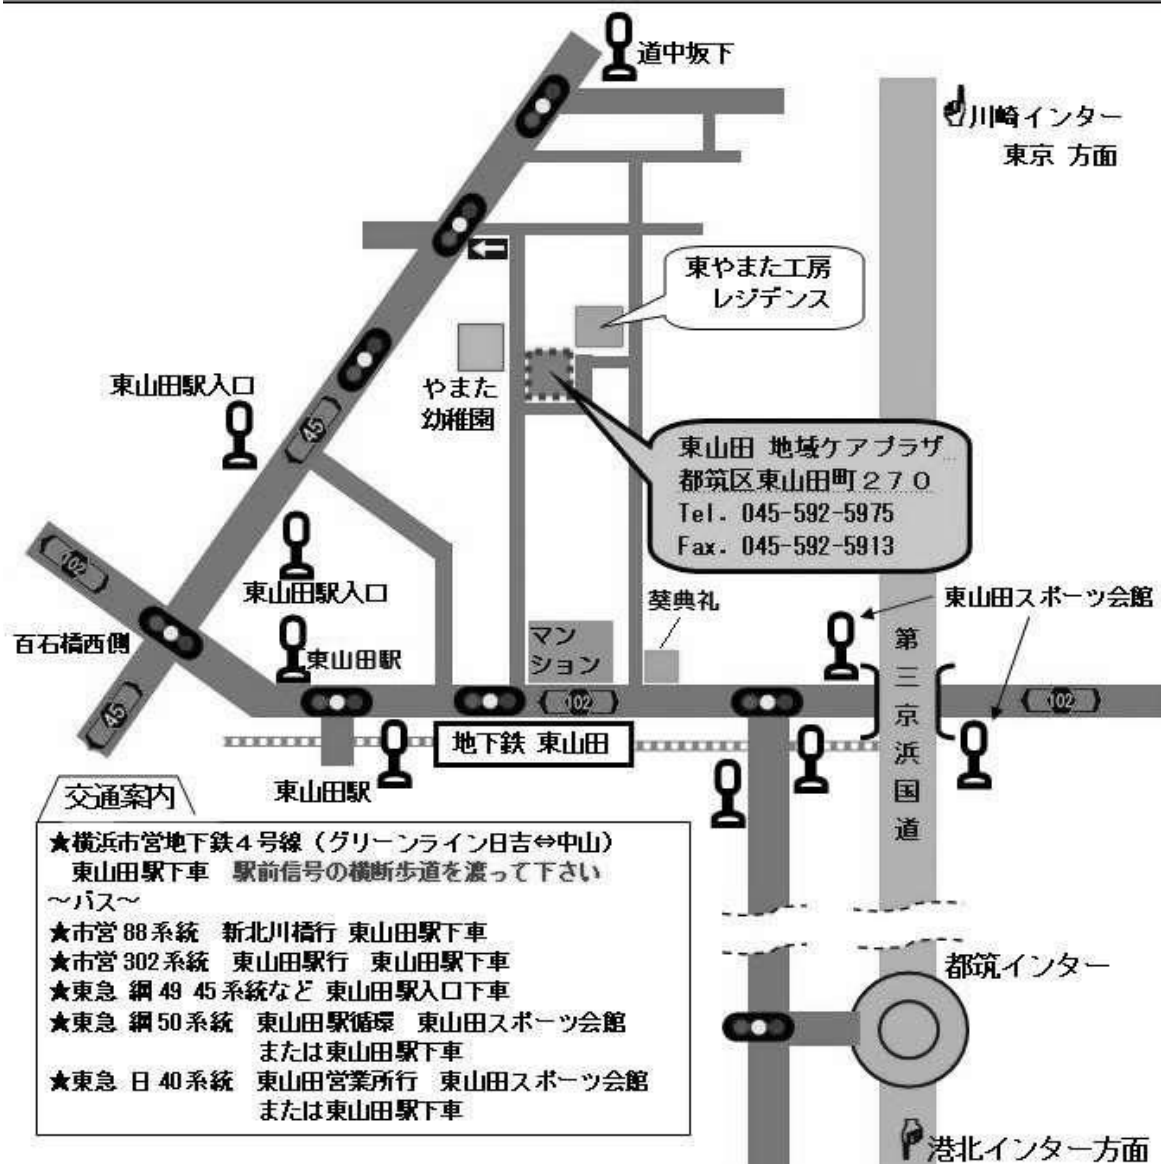 道中坂下
川崎インター
東京 方面
東やまた工房
レジデンス
東山田駅入口
やまた
幼稚園
45
東山田 地域ケアプラザ
都筑区東山田町270
Tel. 045-592-5975
Fax. 045-592-5913
102
東山田駅入口
葵典礼
東山田スポーツ会館
百石橋西側
東山田駅
マン
ション
第三京浜国道
45
102
102
地下鉄 東山田
東山田駅
交通案内
★横浜市営地下鉄4号線（グリーンライン日吉⇔中山）
東山田駅下車 駅前信号の横断歩道を渡って下さい
～バス～
★市営88系統 新北川橋行 東山田駅下車
★市営302系統 東山田駅行 東山田駅下車
★東急 綱49 45系統など 東山田駅入口下車
★東急 綱50系統 東山田駅循環 東山田スポーツ会館
または東山田駅下車
★東急 日40系統 東山田営業所行 東山田スポーツ会館
または東山田駅下車
都筑インター
港北インター方面